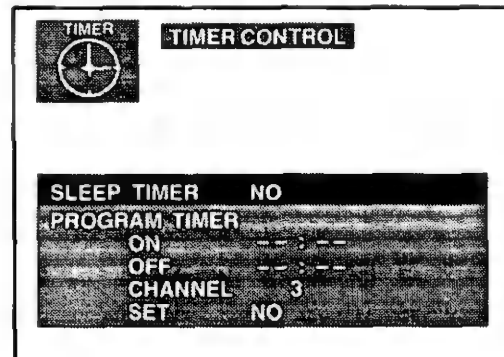 TIMER
TIMER CONTROL
SLEEP TIMER NO
PROGRAM TIMER
ON -- : --
OFF -- : --
CHANNEL 3
SET NO